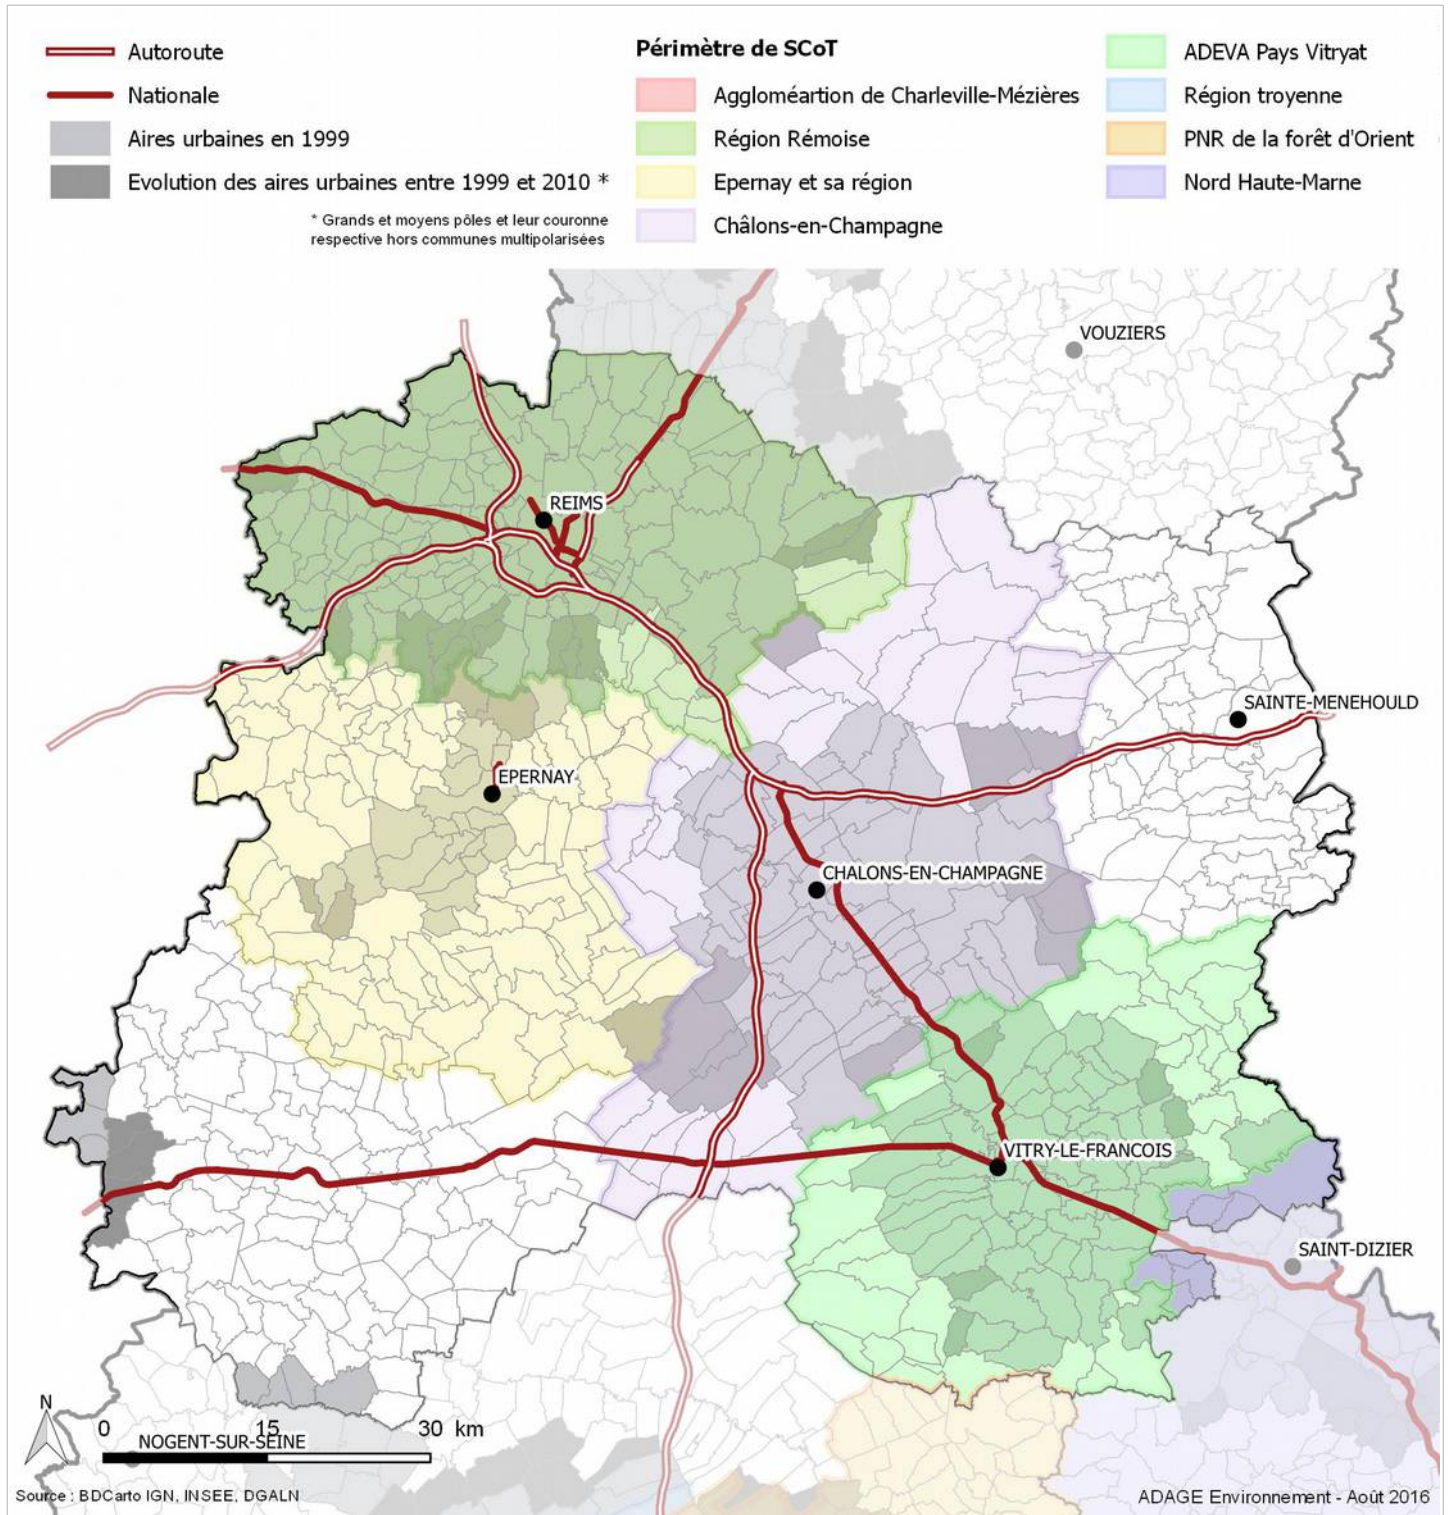 Autoroute
Nationale
Aires urbaines en 1999
Evolution des aires urbaines entre 1999 et 2010 *
* Grands et moyens pôles et leur couronne
respective hors communes multipolarisées
Périmètre de SCoT
Aggloméartion de Charleville-Mézières
Région Rémoise
Epernay et sa région
Châlons-en-Champagne
ADEVA Pays Vitryat
Région troyenne
PNR de la forêt d'Orient
Nord Haute-Marne
VOUZIERS
REIMS
SAINTE-MENEHOULD
EPERNAY
CHALONS-EN-CHAMPAGNE
VITRY-LE-FRANCOIS
SAINT-DIZIER
N
0 15 30 km
NOGENT-SUR-SEINE
Source : BDCarto IGN, INSEE, DGALN
ADAGE Environnement - Août 2016